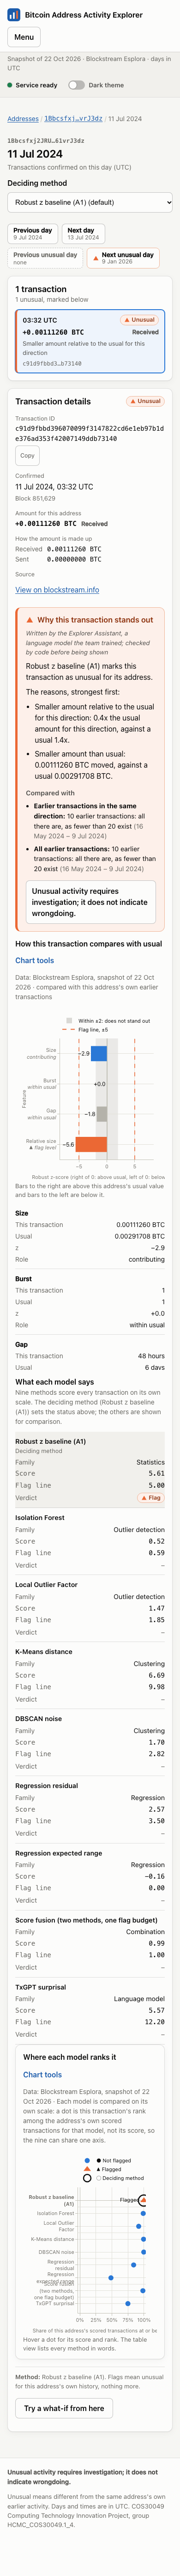 Bitcoin Address Activity Explorer
Menu
Snapshot of 22 Oct 2026 · Blockstream Esplora · days in
UTC
Service ready
Dark theme
Addresses / 18bcsfxj…vrJ3dz / 11 Jul 2024
18bcsfxfj2JRU…61vrJ3dz
11 Jul 2024
Transactions confirmed on this day (UTC)
Deciding method
Robust z baseline (A1) (default)
Previous day
9 Jul 2024
Next day
13 Jul 2024
Previous unusual day
none
Next unusual day
9 Jan 2026
1 transaction
1 unusual, marked below
03:32 UTC
Unusual
+0.00111260 BTC
Received
Smaller amount relative to the usual for this
direction
c91d9fbbd3…b73140
Transaction details
Unusual
Transaction ID
c91d9fbbd396070099f3147822cd6e1eb97b1d
e376ad353f42007149ddb73140
Copy
Confirmed
11 Jul 2024, 03:32 UTC
Block 851,629
Amount for this address
+0.00111260 BTC Received
How the amount is made up
Received 0.00111260 BTC
Sent 0.00000000 BTC
Source
View on blockstream.info
Why this transaction stands out
Written by the Explorer Assistant, a
language model the team trained; checked
by code before being shown
Robust z baseline (A1) marks this
transaction as unusual for its address.
The reasons, strongest first:
Smaller amount relative to the usual
for this direction: 0.4x the usual
amount for this direction, against a
usual 1.4x.
Smaller amount than usual:
0.00111260 BTC moved, against a
usual 0.00291708 BTC.
Compared with
Earlier transactions in the same
direction: 10 earlier transactions: all
there are, as fewer than 20 exist (16
May 2024 – 9 Jul 2024)
All earlier transactions: 10 earlier
transactions: all there are, as fewer than
20 exist (16 May 2024 – 9 Jul 2024)
Unusual activity requires
investigation; it does not indicate
wrongdoing.
How this transaction compares with usual
Chart tools
Data: Blockstream Esplora, snapshot of 22 Oct
2026 · compared with this address's own earlier
transactions
Within ±2: does not stand out
Flag line, ±5
Feature
Size
contributing
−2.9
Burst
within usual
+0.0
Gap
within usual
−1.8
Relative size
▲ flag level
−5.6
−5
0
5
Robust z-score (right of 0: above usual, left of 0: below
Bars to the right are above this address's usual value
and bars to the left are below it.
Size
This transaction 0.00111260 BTC
Usual 0.00291708 BTC
z −2.9
Role contributing
Burst
This transaction 1
Usual 1
z +0.0
Role within usual
Gap
This transaction 48 hours
Usual 6 days
What each model says
Nine methods score every transaction on its own
scale. The deciding method (Robust z baseline
(A1)) sets the status above; the others are shown
for comparison.
Robust z baseline (A1)
Deciding method
Family Statistics
Score 5.61
Flag line 5.00
Verdict ▲ Flag
Isolation Forest
Family Outlier detection
Score 0.52
Flag line 0.59
Verdict –
Local Outlier Factor
Family Outlier detection
Score 1.47
Flag line 1.85
Verdict –
K-Means distance
Family Clustering
Score 6.69
Flag line 9.98
Verdict –
DBSCAN noise
Family Clustering
Score 1.70
Flag line 2.82
Verdict –
Regression residual
Family Regression
Score 2.57
Flag line 3.50
Verdict –
Regression expected range
Family Regression
Score −0.16
Flag line 0.00
Verdict –
Score fusion (two methods, one flag budget)
Family Combination
Score 0.99
Flag line 1.00
Verdict –
TxGPT surprisal
Family Language model
Score 5.57
Flag line 12.20
Verdict –
Where each model ranks it
Chart tools
Data: Blockstream Esplora, snapshot of 22
Oct 2026 · Each model is compared on its own
scale: a dot is this transaction's rank
among the address's own scored
transactions for that model, not its score, so
the nine can share one axis.
Not flagged
▲ Flagged
Deciding method
Robust z baseline
(A1)
Flagged
Isolation Forest
Local Outlier
Factor
K-Means distance
DBSCAN noise
Regression
residual
Regression
expected range
Score fusion
(two methods,
one flag budget)
TxGPT surprisal
0%
25%
50%
75%
100%
Share of this address's scored transactions at or be
Hover a dot for its score and rank. The table
lists every method in words.
Method: Robust z baseline (A1). Flags mean unusual
for this address's own history, nothing more.
Try a what-if from here
Unusual activity requires investigation; it does not
indicate wrongdoing.
Unusual means different from the same address's own
earlier activity. Days and times are in UTC. COS30049
Computing Technology Innovation Project, group
HCMC_COS30049.1_4.